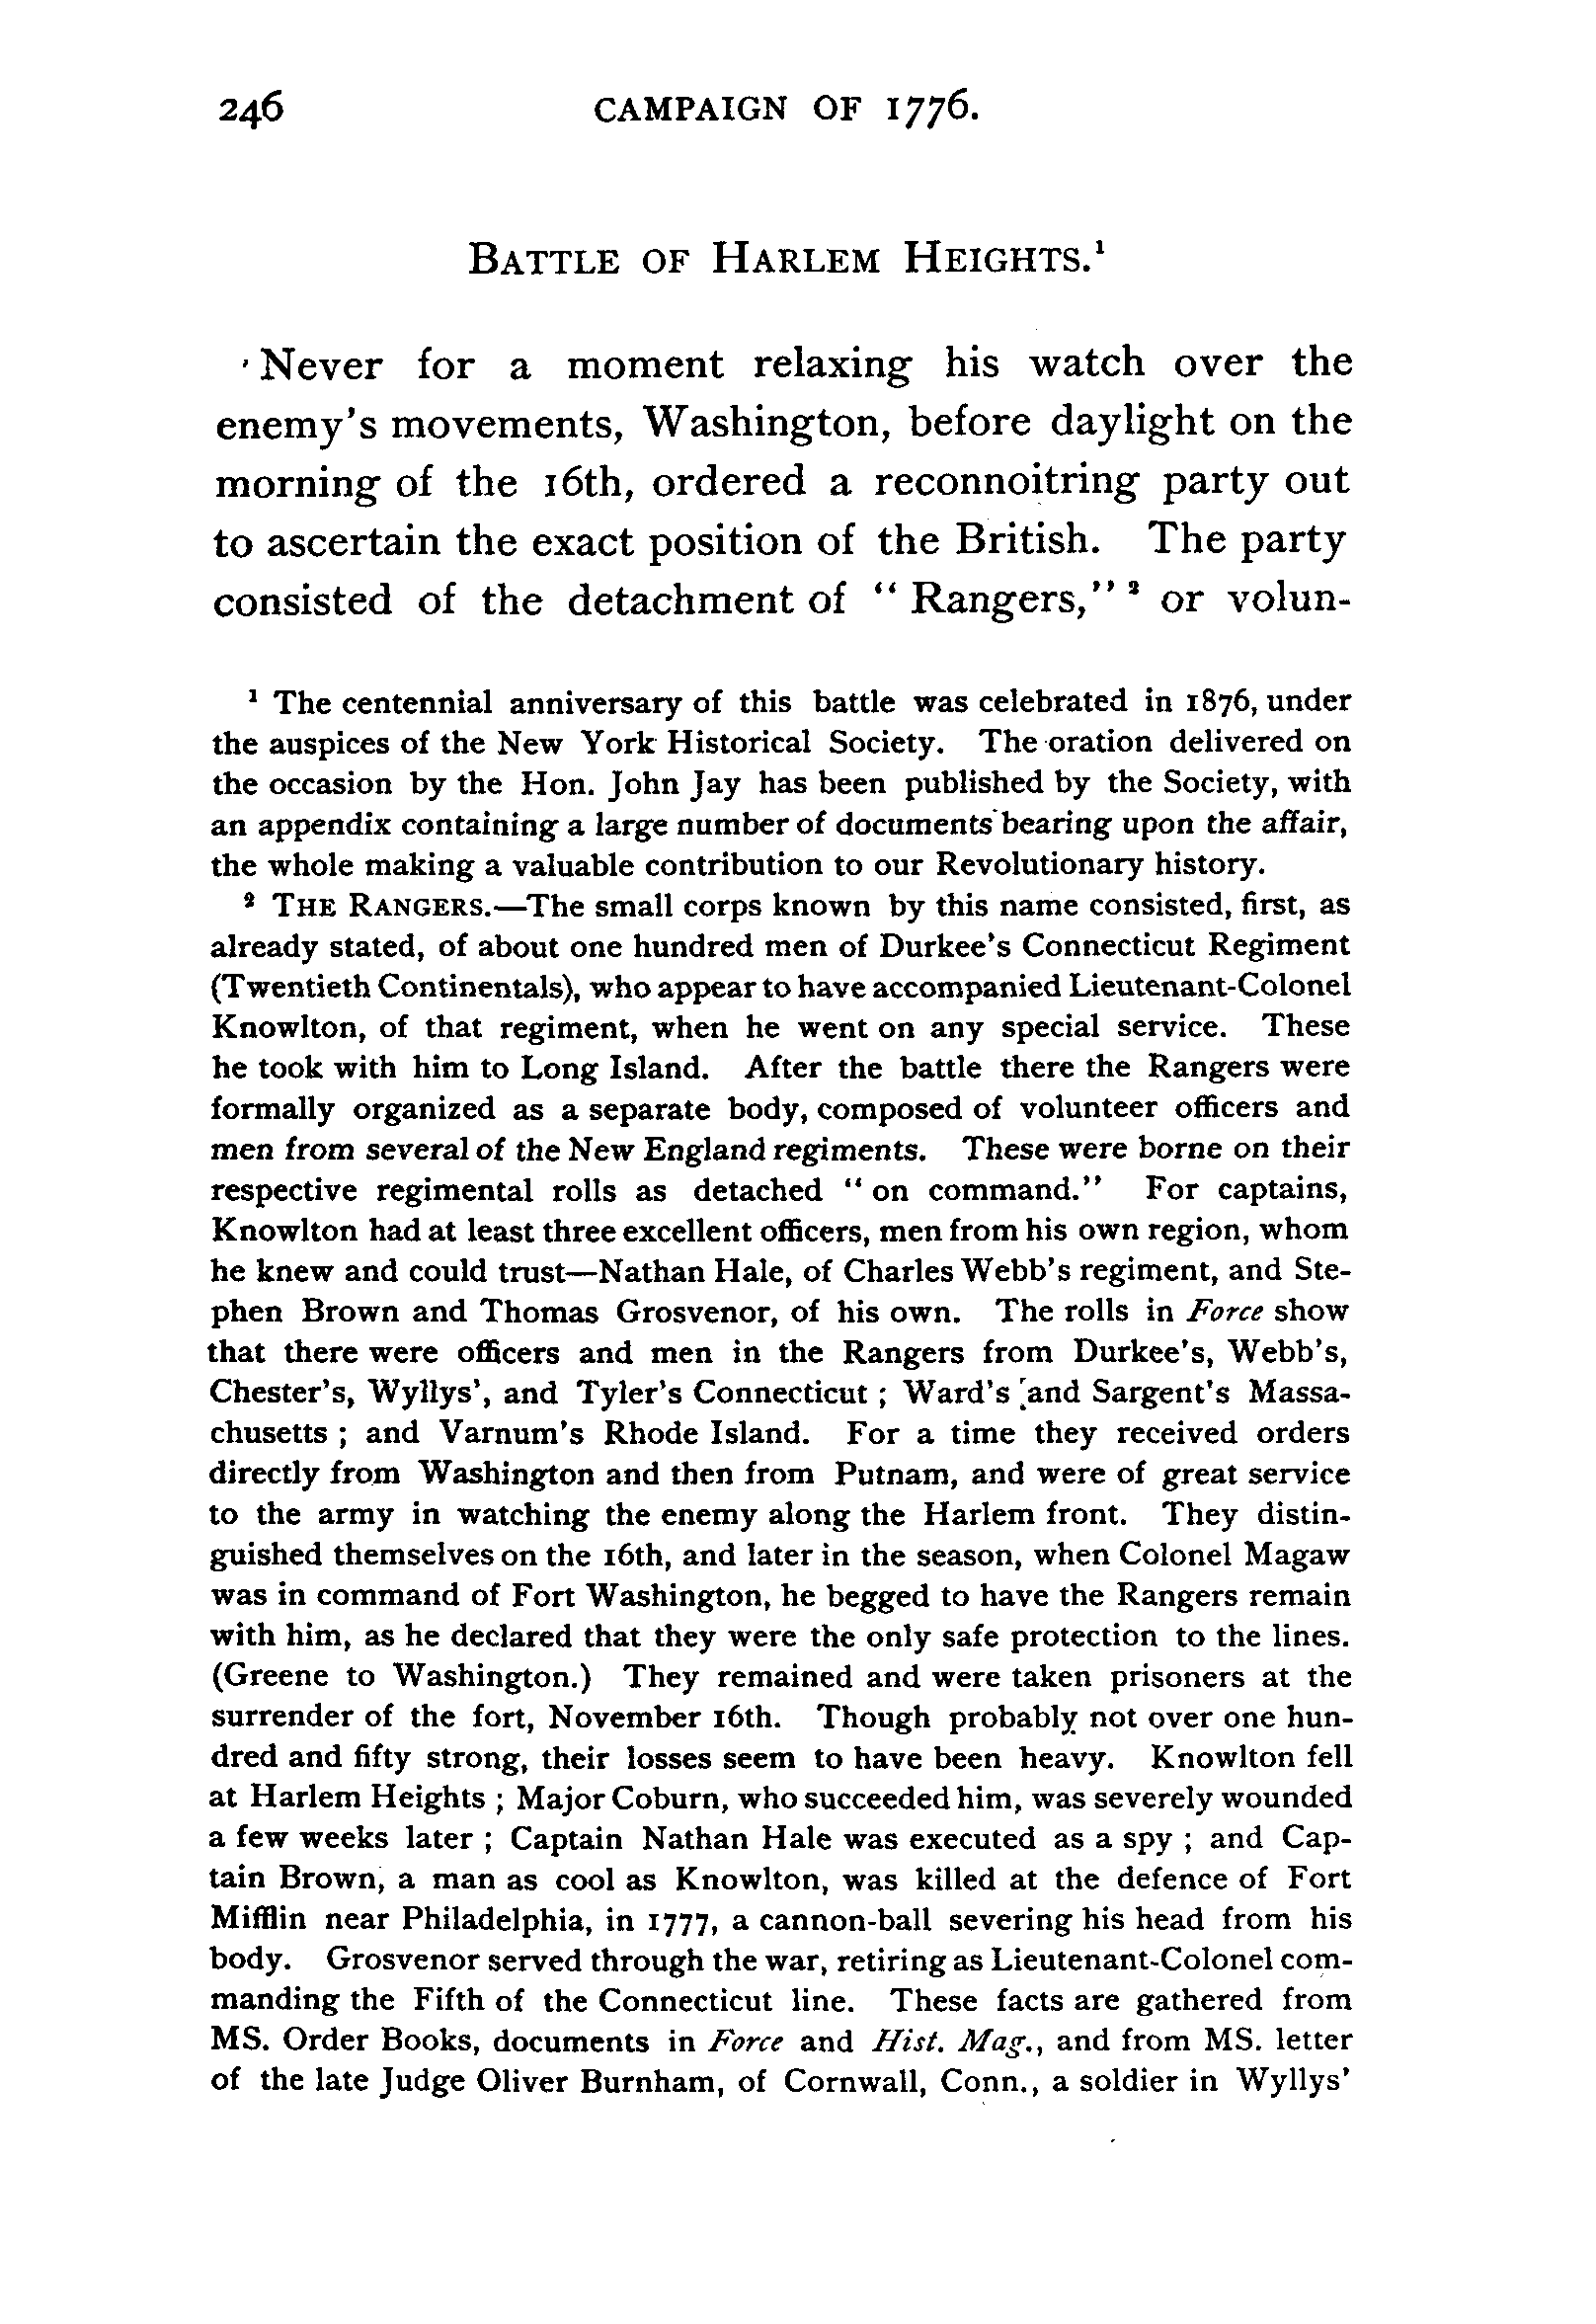 246 CAMPAIGN OF 1776.
BATTLE OF HARLEM HEIGHTS.¹
Never for a moment relaxing his watch over the
enemy's movements, Washington, before daylight on the
morning of the 16th, ordered a reconnoitring party out
to ascertain the exact position of the British. The party
consisted of the detachment of "Rangers,"² or volun-
¹ The centennial anniversary of this battle was celebrated in 1876, under
the auspices of the New York Historical Society. The oration delivered on
the occasion by the Hon. John Jay has been published by the Society, with
an appendix containing a large number of documents bearing upon the affair,
the whole making a valuable contribution to our Revolutionary history.
² THE RANGERS.—The small corps known by this name consisted, first, as
already stated, of about one hundred men of Durkee's Connecticut Regiment
(Twentieth Continentals), who appear to have accompanied Lieutenant-Colonel
Knowlton, of that regiment, when he went on any special service. These
he took with him to Long Island. After the battle there the Rangers were
formally organized as a separate body, composed of volunteer officers and
men from several of the New England regiments. These were borne on their
respective regimental rolls as detached "on command." For captains,
Knowlton had at least three excellent officers, men from his own region, whom
he knew and could trust—Nathan Hale, of Charles Webb's regiment, and Ste-
phen Brown and Thomas Grosvenor, of his own. The rolls in Force show
that there were officers and men in the Rangers from Durkee's, Webb's,
Chester's, Wyllys', and Tyler's Connecticut; Ward's and Sargent's Massa-
chusetts; and Varnum's Rhode Island. For a time they received orders
directly from Washington and then from Putnam, and were of great service
to the army in watching the enemy along the Harlem front. They distin-
guished themselves on the 16th, and later in the season, when Colonel Magaw
was in command of Fort Washington, he begged to have the Rangers remain
with him, as he declared that they were the only safe protection to the lines.
(Greene to Washington.) They remained and were taken prisoners at the
surrender of the fort, November 16th. Though probably not over one hun-
dred and fifty strong, their losses seem to have been heavy. Knowlton fell
at Harlem Heights; Major Coburn, who succeeded him, was severely wounded
a few weeks later; Captain Nathan Hale was executed as a spy; and Cap-
tain Brown, a man as cool as Knowlton, was killed at the defence of Fort
Mifflin near Philadelphia, in 1777, a cannon-ball severing his head from his
body. Grosvenor served through the war, retiring as Lieutenant-Colonel com-
manding the Fifth of the Connecticut line. These facts are gathered from
MS. Order Books, documents in Force and Hist. Mag., and from MS. letter
of the late Judge Oliver Burnham, of Cornwall, Conn., a soldier in Wyllys'